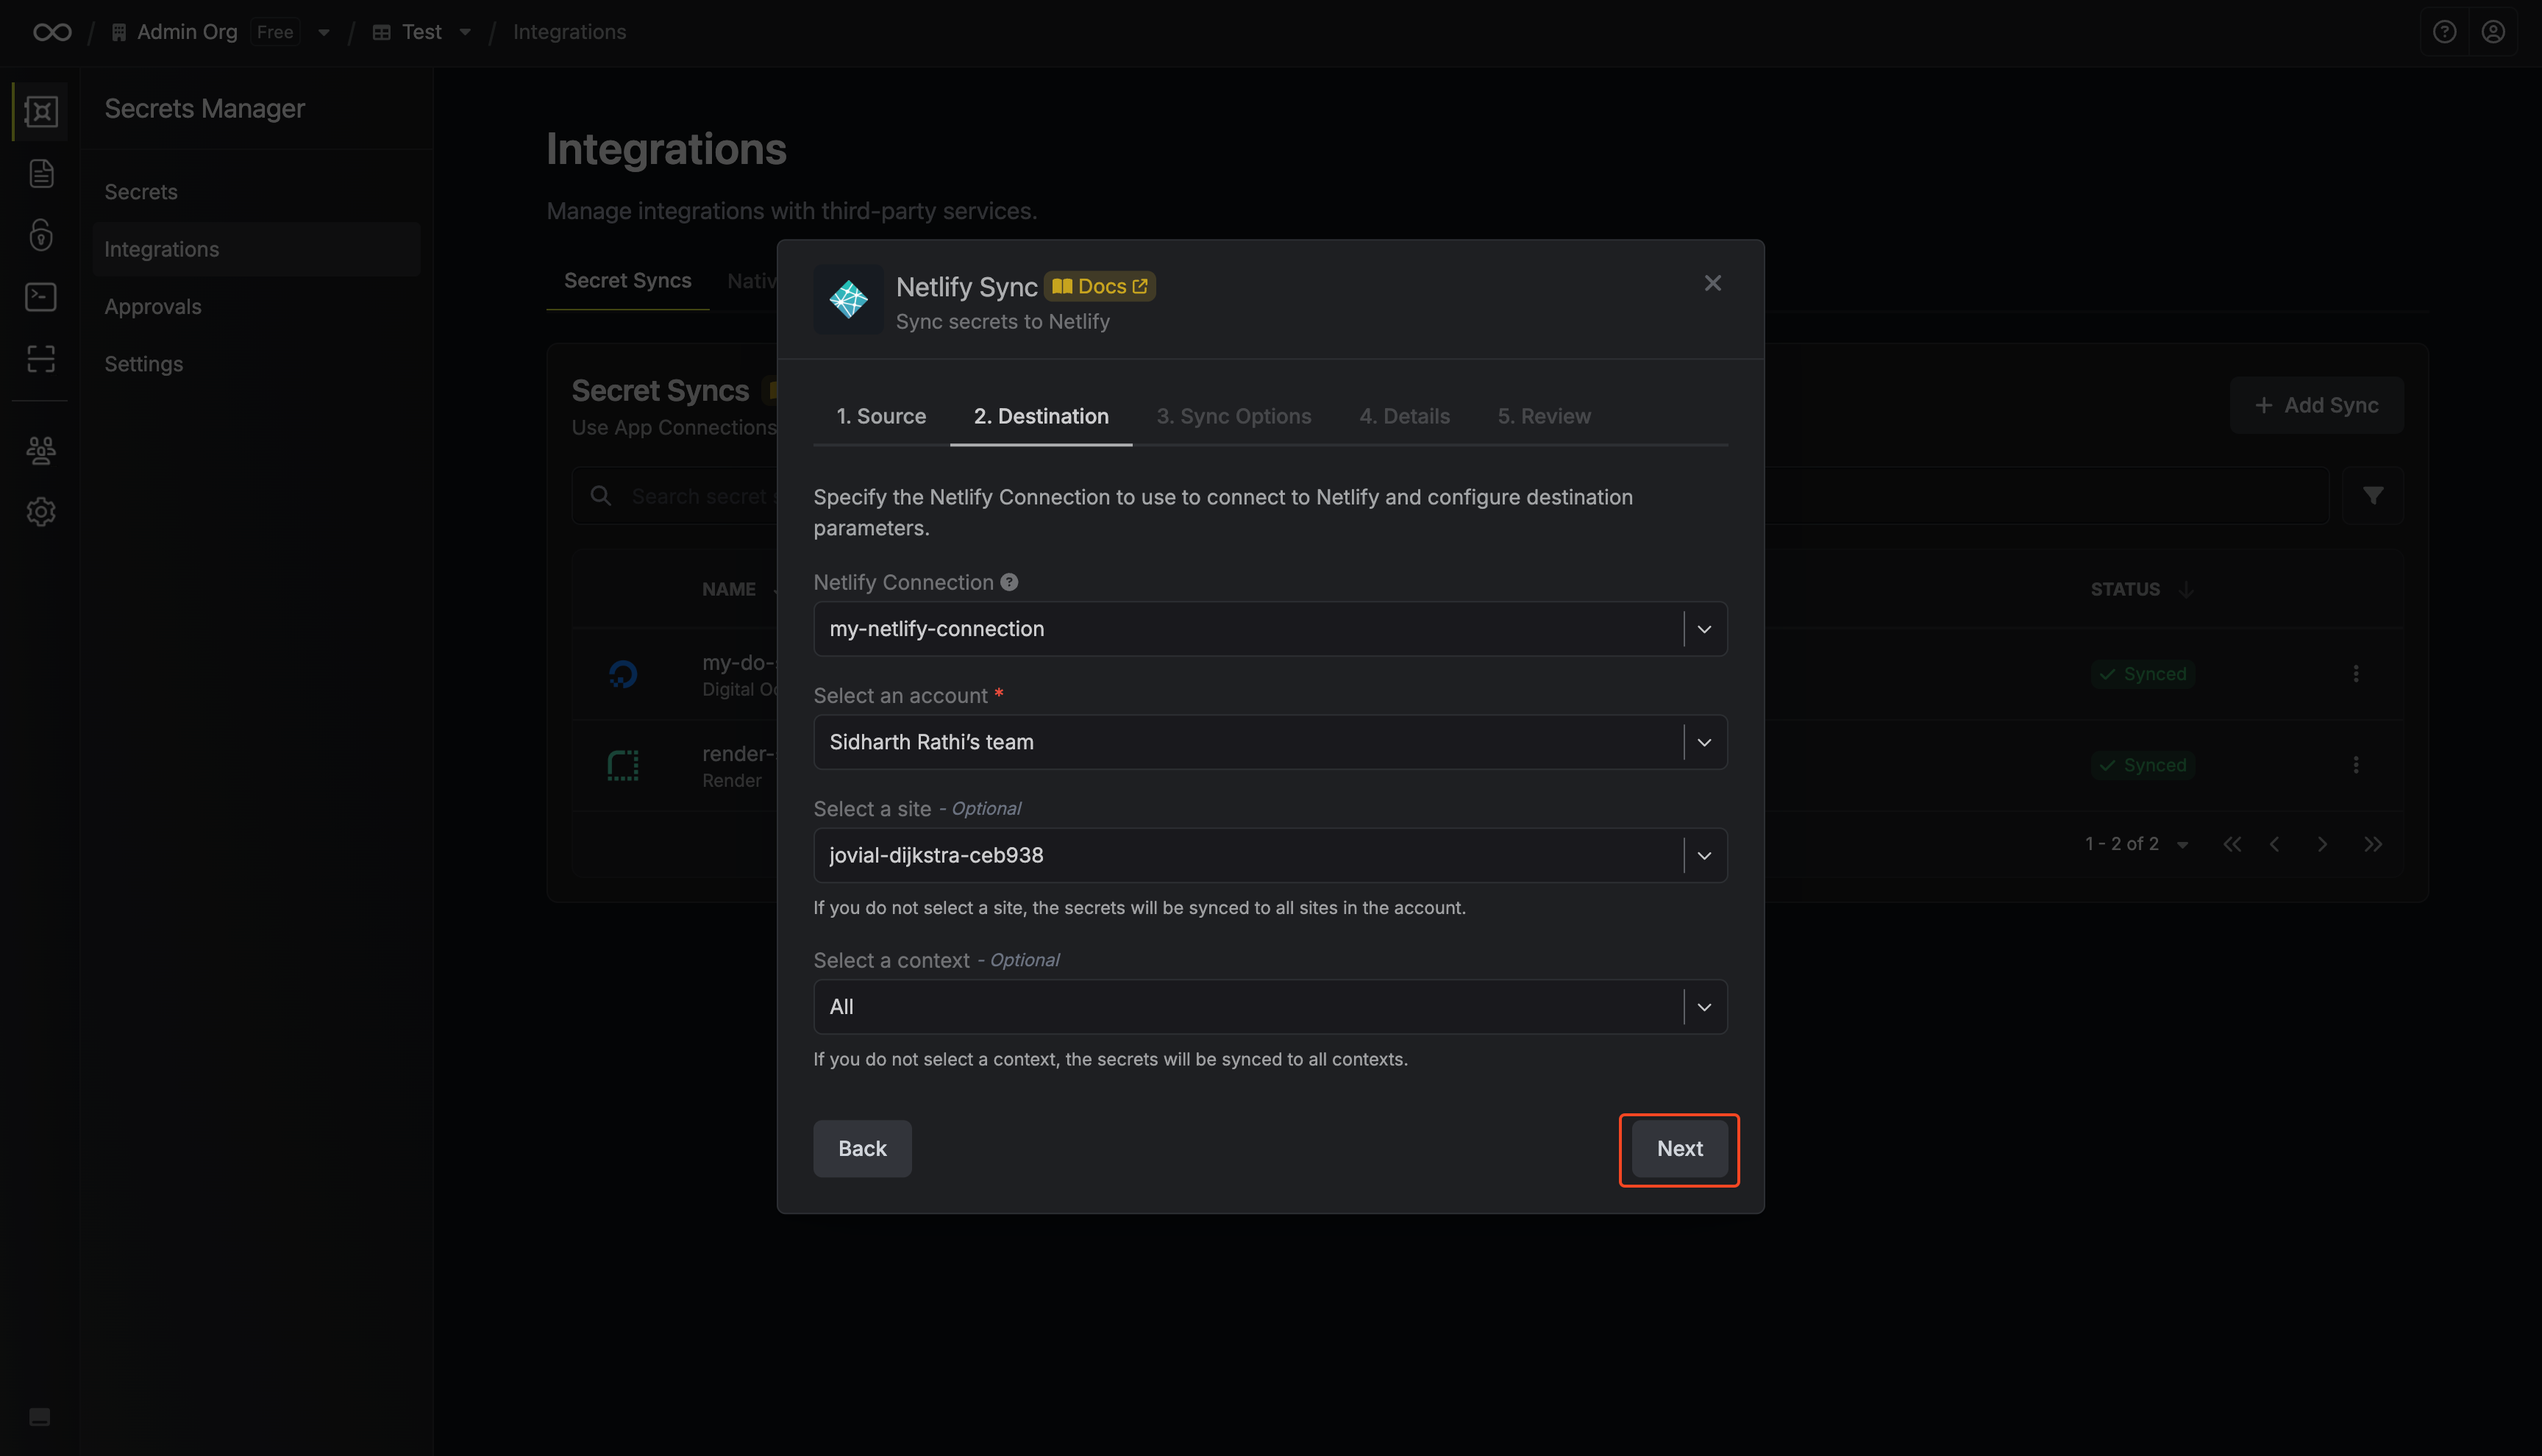 Admin Org Free Test Integrations
Secrets Manager
Secrets
Integrations
Approvals
Settings
Integrations
Manage integrations with third-party services.
Secret Syncs Nativ
Secret Syncs
Use App Connections
+ Add Sync
Search secret
NAME
STATUS
my-do-
Digital Oc
Synced
render-
Render
Synced
1 - 2 of 2
Netlify Sync Docs
Sync secrets to Netlify
1. Source 2. Destination 3. Sync Options 4. Details 5. Review
Specify the Netlify Connection to use to connect to Netlify and configure destination
parameters.
Netlify Connection
my-netlify-connection
Select an account *
Sidharth Rathi’s team
Select a site - Optional
jovial-dijkstra-ceb938
If you do not select a site, the secrets will be synced to all sites in the account.
Select a context - Optional
All
If you do not select a context, the secrets will be synced to all contexts.
Back
Next